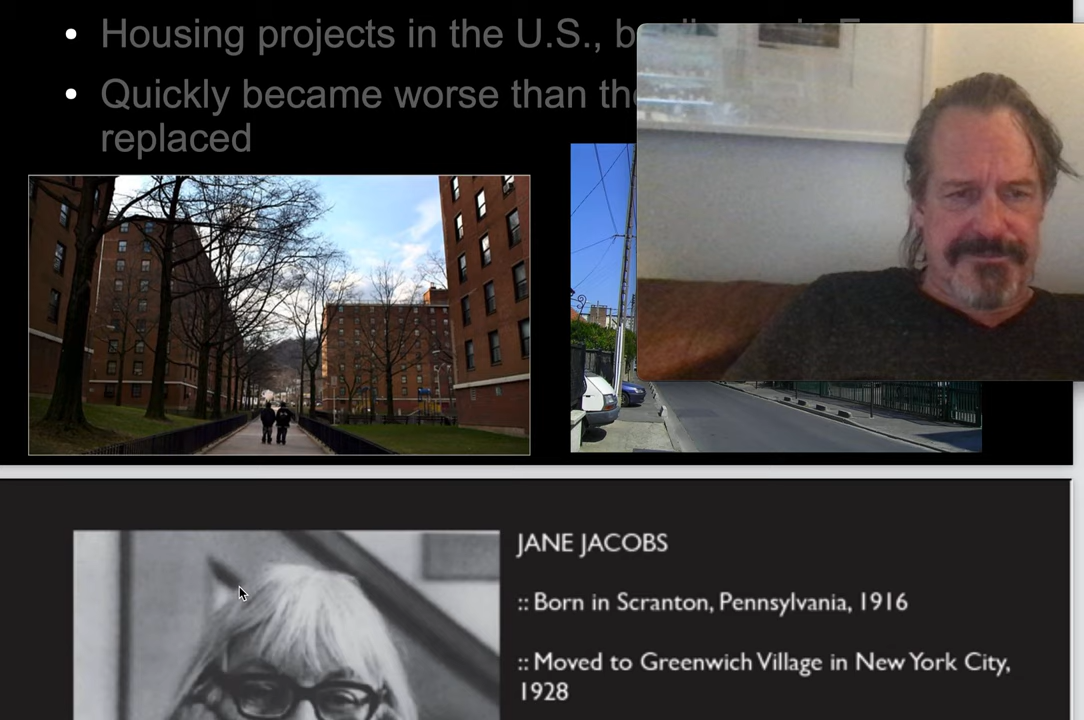 Housing projects in the U.S.,
Quickly became worse than
replaced
JANE JACOBS
:: Born in Scranton, Pennsylvania, 1916
:: Moved to Greenwich Village in New York City,
1928